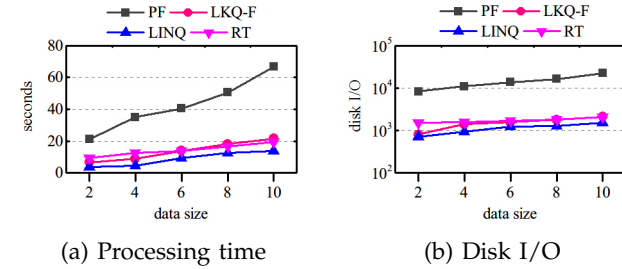 PF LKQ-F
LINQ RT
80
60
40
20
0
seconds
2 4 6 8 10
data size
(a) Processing time
PF LKQ-F
LINQ RT
10^5
10^4
10^3
10^2
disk I/O
2 4 6 8 10
data size
(b) Disk I/O